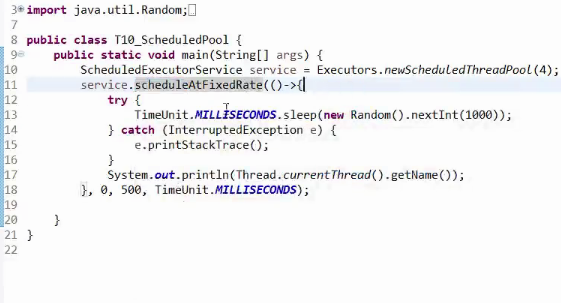 3 import java.util.Random;
7
8 public class T10_ScheduledPool {
9     public static void main(String[] args) {
10         ScheduledExecutorService service = Executors.newScheduledThreadPool(4);
11         service.scheduleAtFixedRate(()->{
12             try {
13                 TimeUnit.MILLISECONDS.sleep(new Random().nextInt(1000));
14             } catch (InterruptedException e) {
15                 e.printStackTrace();
16             }
17             System.out.println(Thread.currentThread().getName());
18         }, 0, 500, TimeUnit.MILLISECONDS);
19
20     }
21 }
22